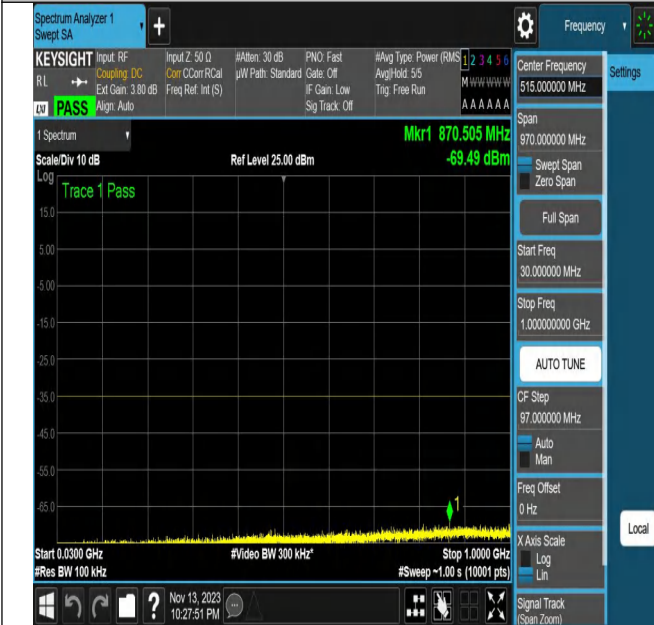 Spectrum Analyzer 1
Swept SA
Frequency
KEYSIGHT
RL
PASS
Input: RF
Coupling: DC
Ext Gain: 3.80 dB
Align: Auto
Input Z: 50 Ω
Corr CCorr RCal
Freq Ref: Int (S)
#Atten: 30 dB
µW Path: Standard
PNO: Fast
Gate: Off
IF Gain: Low
Sig Track: Off
#Avg Type: Power (RMS
Avg|Hold: 5/5
Trig: Free Run
1 2 3 4 5 6
M W W W W W
A A A A A A
1 Spectrum
Mkr1 870.505 MHz
-69.49 dBm
Scale/Div 10 dB
Ref Level 25.00 dBm
Log
Trace 1 Pass
15.0
5.00
-5.00
-15.0
-25.0
-35.0
-45.0
-55.0
-65.0
1
Start 0.0300 GHz
#Video BW 300 kHz*
Stop 1.0000 GHz
#Res BW 100 kHz
#Sweep ~1.00 s (10001 pts)
Nov 13, 2023
10:27:51 PM
Center Frequency
515.000000 MHz
Settings
Span
970.000000 MHz
Swept Span
Zero Span
Full Span
Start Freq
30.000000 MHz
Stop Freq
1.000000000 GHz
AUTO TUNE
CF Step
97.000000 MHz
Auto
Man
Freq Offset
0 Hz
X Axis Scale
Log
Lin
Local
Signal Track
(Span Zoom)